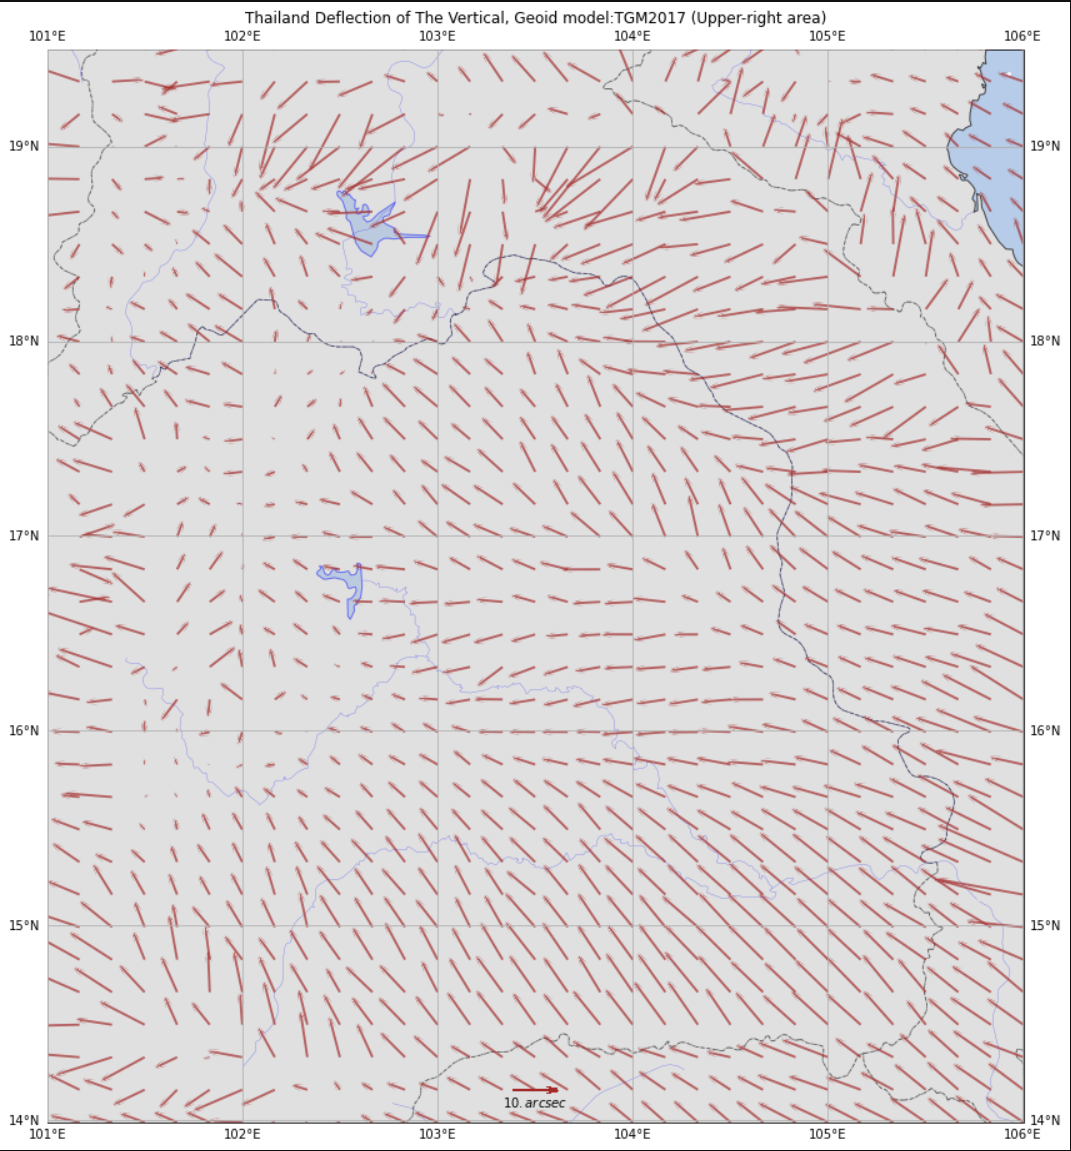 Thailand Deflection of The Vertical, Geoid model:TGM2017 (Upper-right area)
101°E 102°E 103°E 104°E 105°E 106°E
19°N 19°N
18°N 18°N
17°N 17°N
16°N 16°N
15°N 15°N
10. arcsec
14°N 14°N
101°E 102°E 103°E 104°E 105°E 106°E